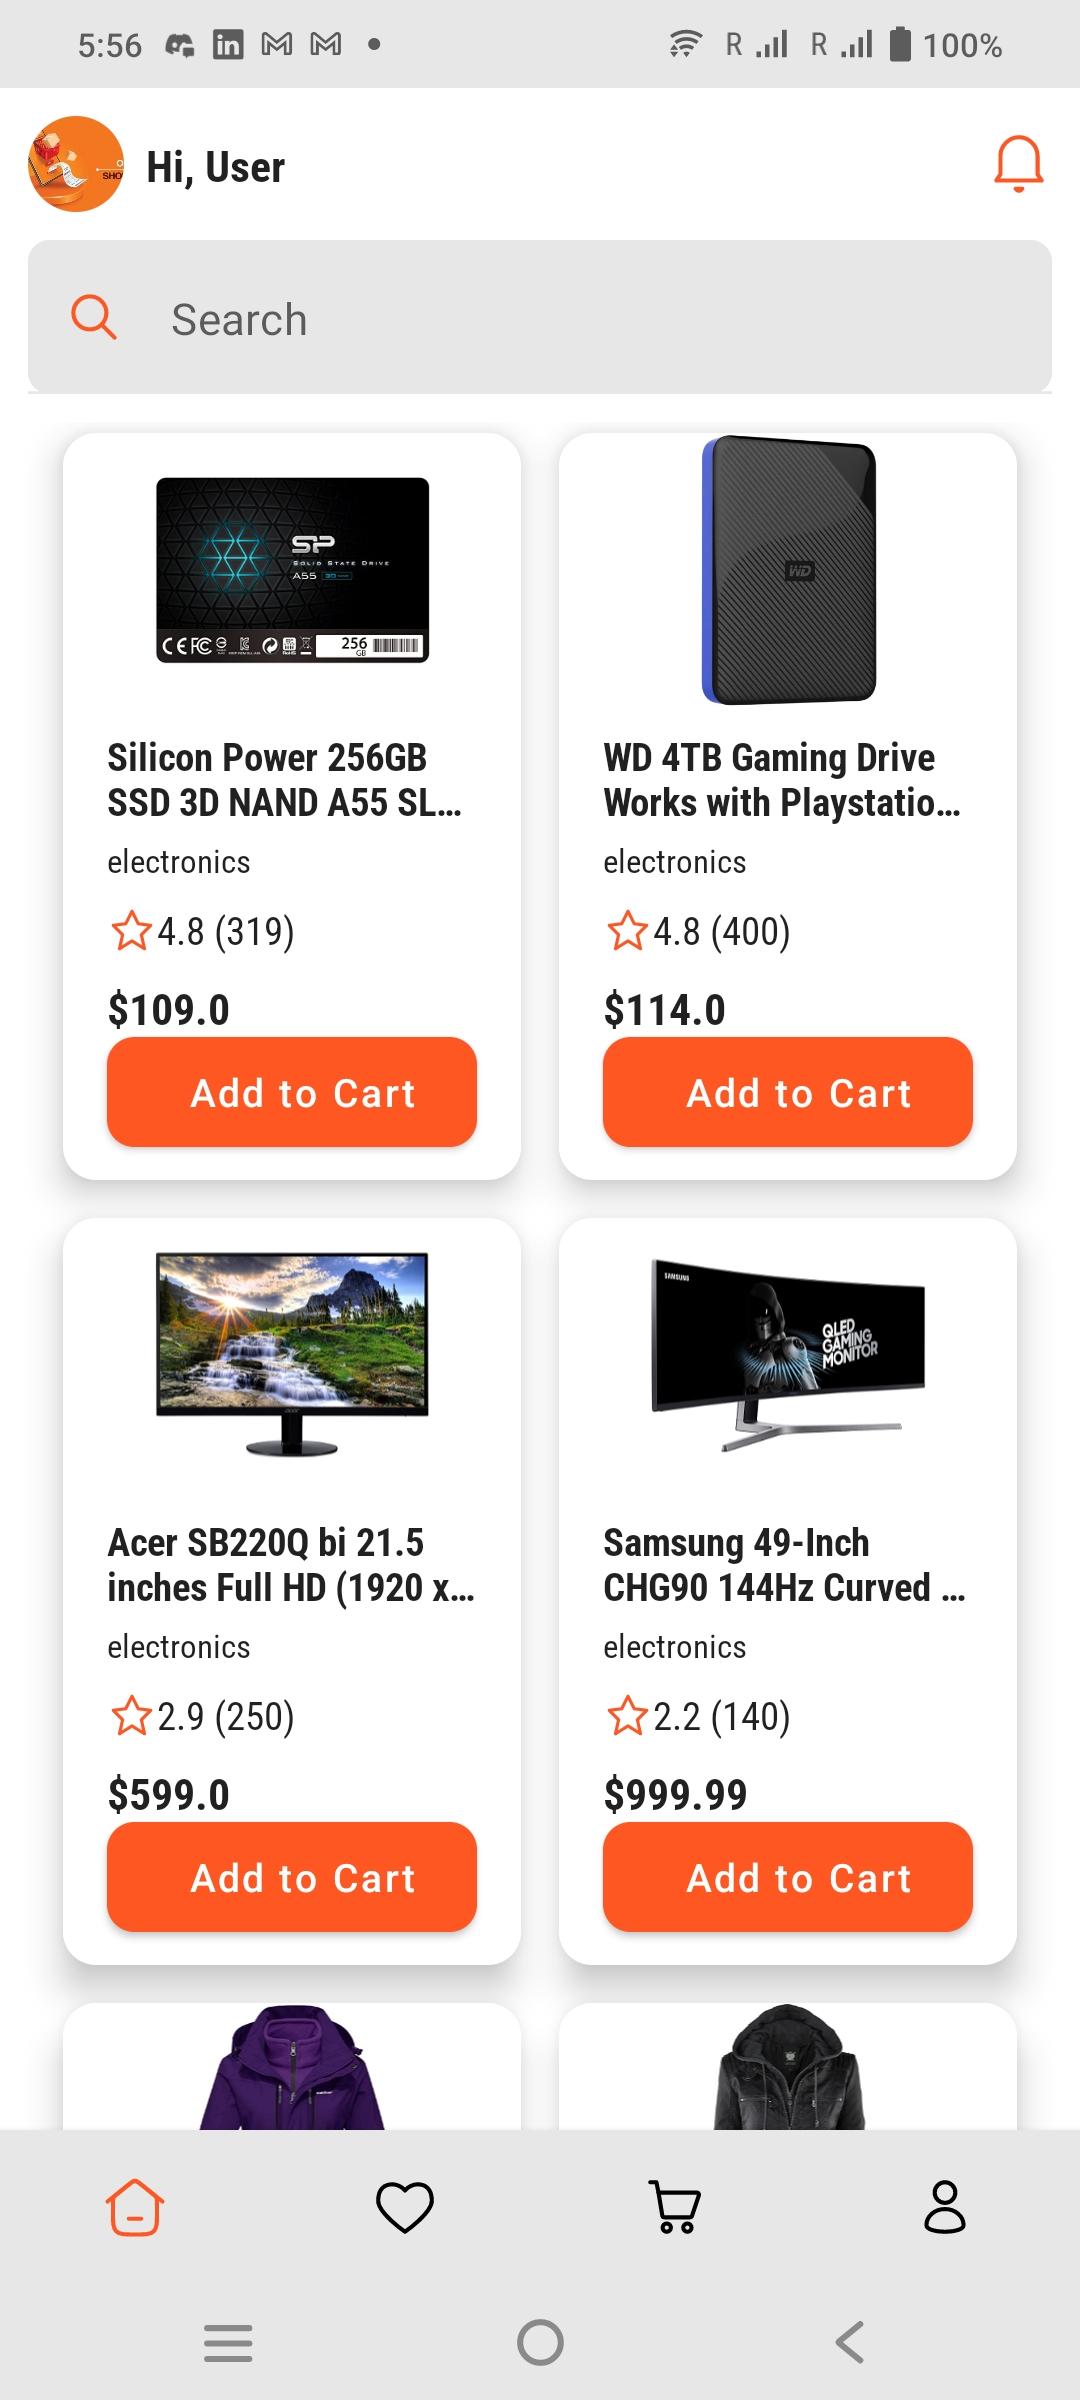 5:56
R R 100%
SHO
Hi, User
Search
SP
SOLID STATE DRIVE
A55 3D NAND
256
GB
WD
Silicon Power 256GB
SSD 3D NAND A55 SL...
electronics
4.8 (319)
$109.0
Add to Cart
WD 4TB Gaming Drive
Works with Playstatio...
electronics
4.8 (400)
$114.0
Add to Cart
acer
SAMSUNG
QLED
GAMING
MONITOR
Acer SB220Q bi 21.5
inches Full HD (1920 x...
electronics
2.9 (250)
$599.0
Add to Cart
Samsung 49-Inch
CHG90 144Hz Curved ...
electronics
2.2 (140)
$999.99
Add to Cart